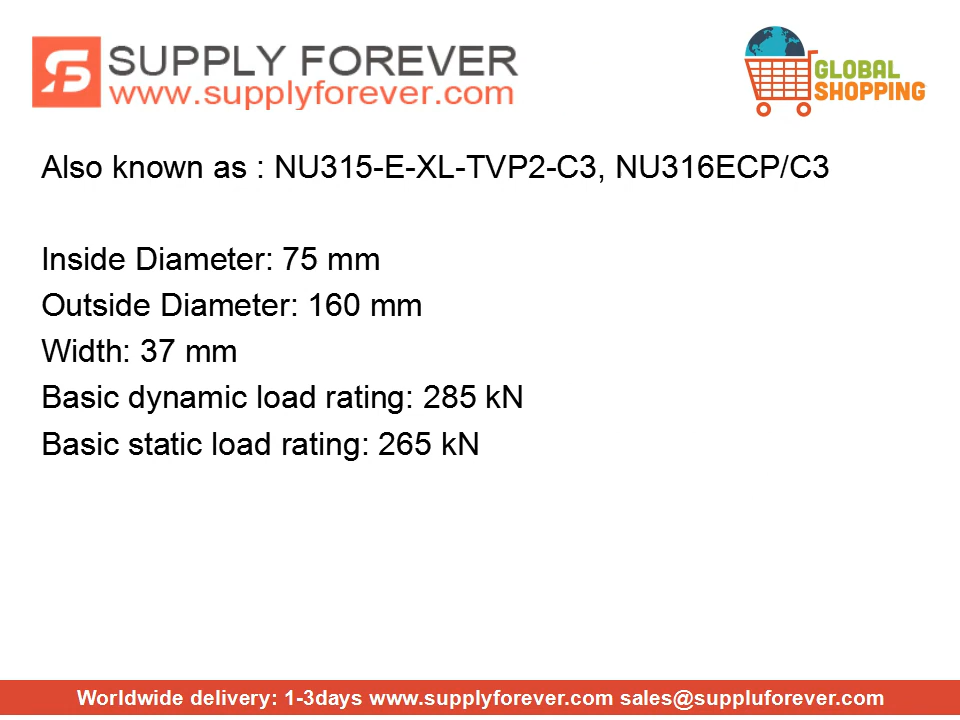 SUPPLY FOREVER
www.supplyforever.com
GLOBAL
SHOPPING
Also known as : NU315-E-XL-TVP2-C3, NU316ECP/C3
Inside Diameter: 75 mm
Outside Diameter: 160 mm
Width: 37 mm
Basic dynamic load rating: 285 kN
Basic static load rating: 265 kN
Worldwide delivery: 1-3days www.supplyforever.com sales@suppluforever.com